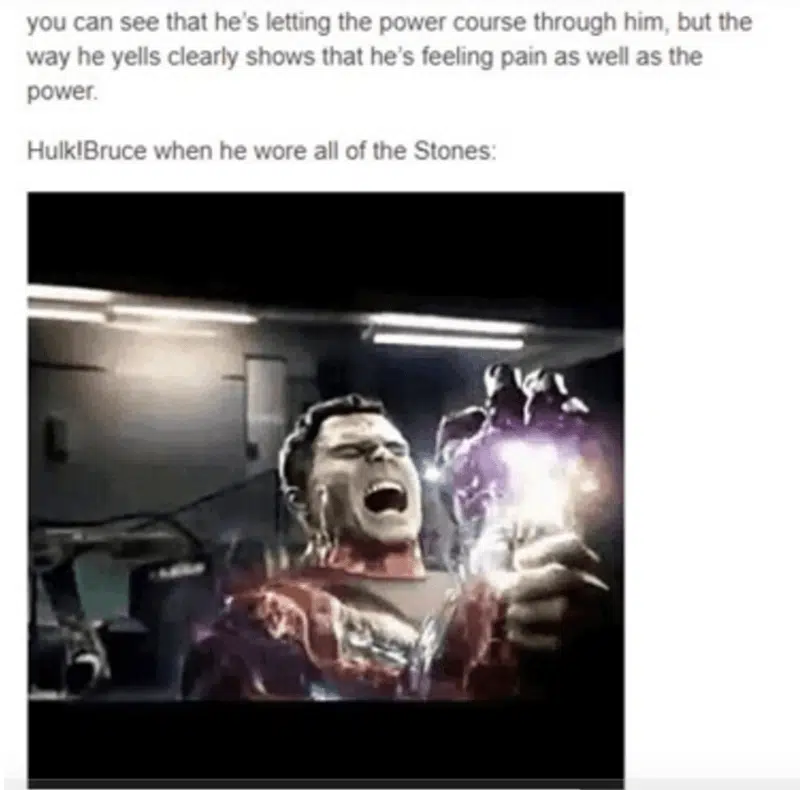 you can see that he's letting the power course through him, but the
way he yells clearly shows that he's feeling pain as well as the
power.
Hulk!Bruce when he wore all of the Stones: